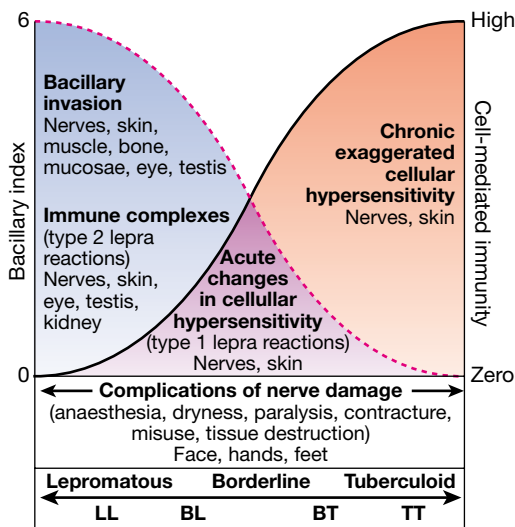 6
High
Bacillary index
Bacillary
invasion
Nerves, skin,
muscle, bone,
mucosae, eye, testis
Immune complexes
(type 2 lepra
reactions)
Nerves, skin,
eye, testis,
kidney
Acute
changes
in cellular
hypersensitivity
(type 1 lepra reactions)
Nerves, skin
Chronic
exaggerated
cellular
hypersensitivity
Nerves, skin
Cell-mediated immunity
0
Zero
Complications of nerve damage
(anaesthesia, dryness, paralysis, contracture,
misuse, tissue destruction)
Face, hands, feet
Lepromatous Borderline Tuberculoid
LL BL BT TT